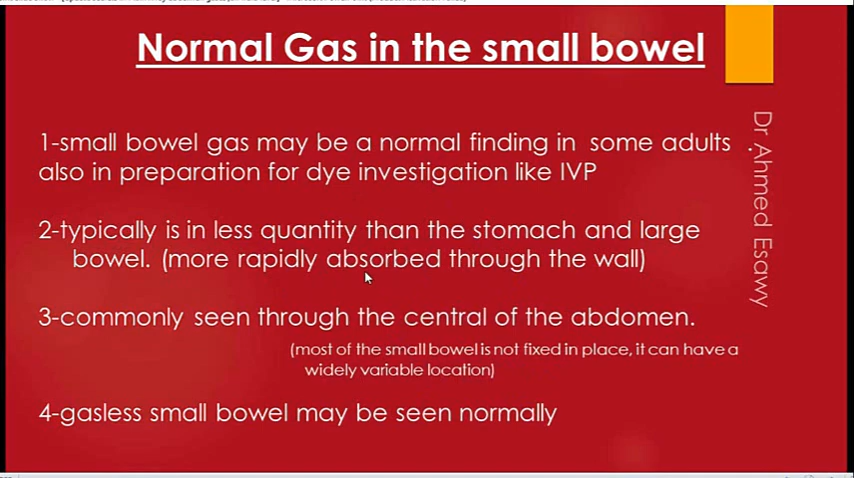 Normal Gas in the small bowel
1-small bowel gas may be a normal finding in some adults .
also in preparation for dye investigation like IVP
2-typically is in less quantity than the stomach and large
bowel. (more rapidly absorbed through the wall)
3-commonly seen through the central of the abdomen.
(most of the small bowel is not fixed in place, it can have a
widely variable location)
4-gasless small bowel may be seen normally
Dr Ahmed Esawy